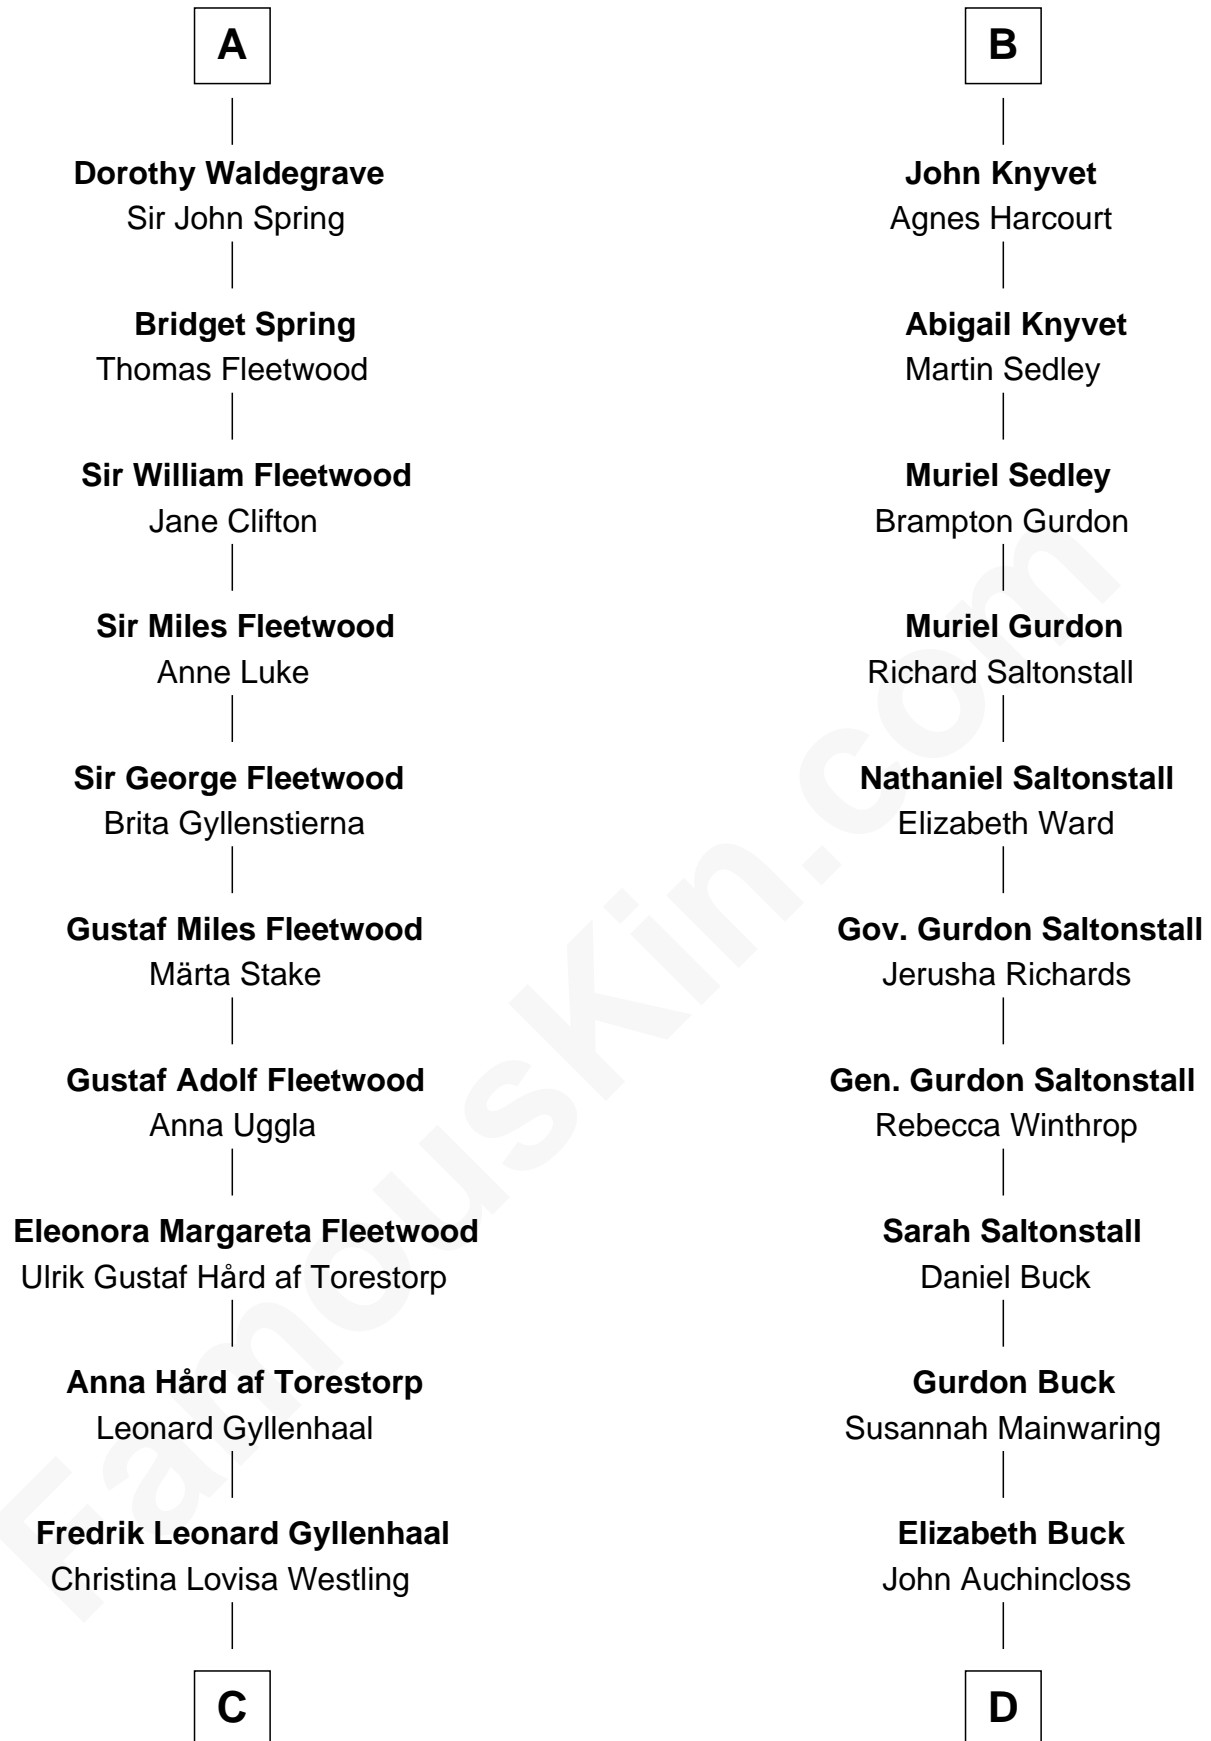 A
Dorothy Waldegrave
Sir John Spring
Bridget Spring
Thomas Fleetwood
Sir William Fleetwood
Jane Clifton
Sir Miles Fleetwood
Anne Luke
Sir George Fleetwood
Brita Gyllenstierna
Gustaf Miles Fleetwood
Märta Stake
Gustaf Adolf Fleetwood
Anna Uggla
Eleonora Margareta Fleetwood
Ulrik Gustaf Hård af Torestorp
Anna Hård af Torestorp
Leonard Gyllenhaal
Fredrik Leonard Gyllenhaal
Christina Lovisa Westling
C
B
John Knyvet
Agnes Harcourt
Abigail Knyvet
Martin Sedley
Muriel Sedley
Brampton Gurdon
Muriel Gurdon
Richard Saltonstall
Nathaniel Saltonstall
Elizabeth Ward
Gov. Gurdon Saltonstall
Jerusha Richards
Gen. Gurdon Saltonstall
Rebecca Winthrop
Sarah Saltonstall
Daniel Buck
Gurdon Buck
Susannah Mainwaring
Elizabeth Buck
John Auchincloss
D
FamousKin.com